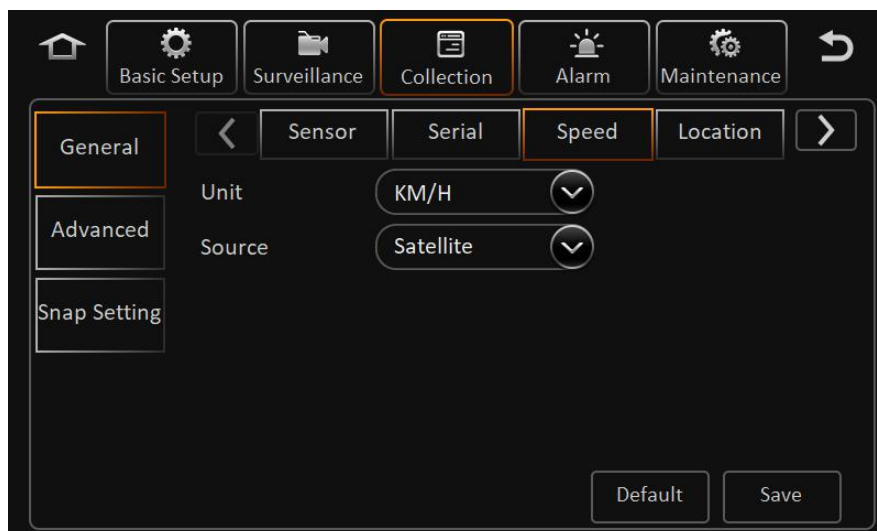 Basic Setup
Surveillance
Collection
Alarm
Maintenance
General
Advanced
Snap Setting
Sensor
Serial
Speed
Location
Unit
KM/H
Source
Satellite
Default
Save